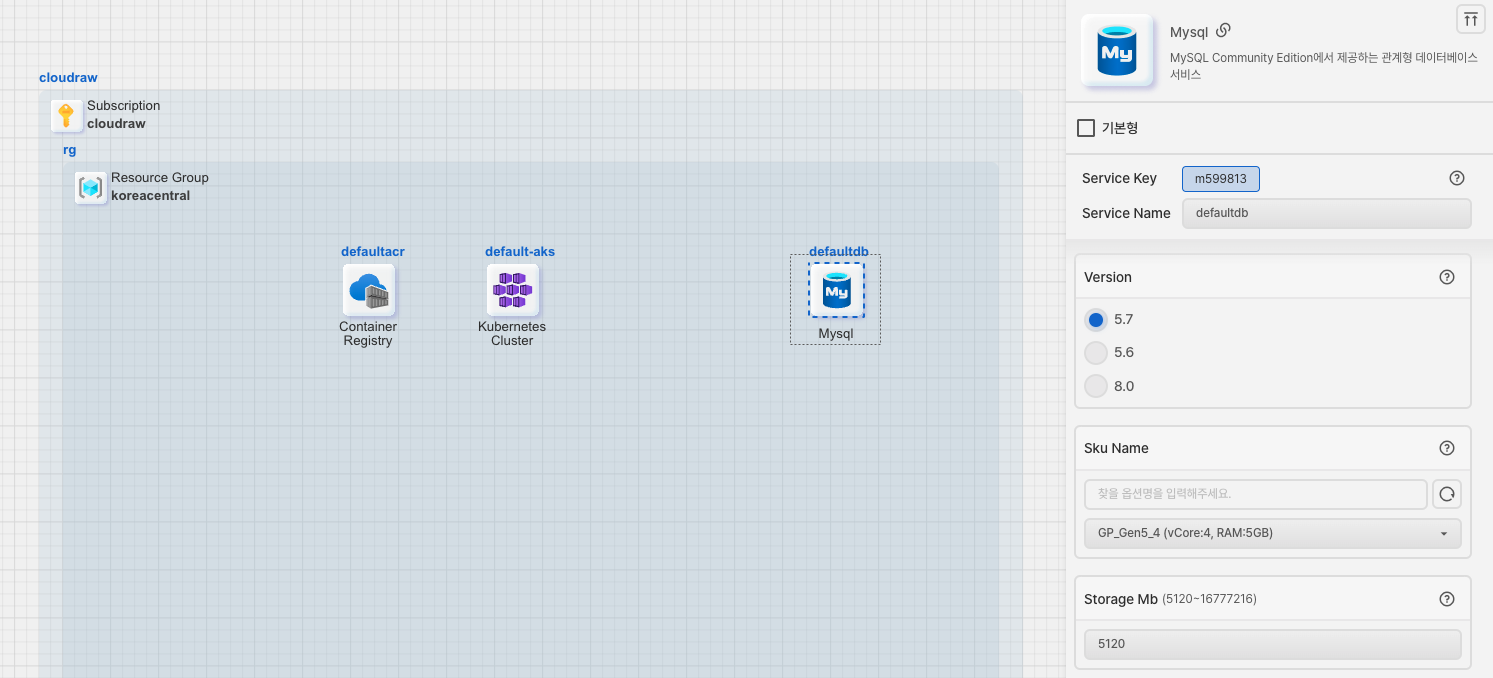 cloudraw
Subscription
cloudraw
rg
Resource Group
koreacentral
defaultacr
Container
Registry
default-aks
Kubernetes
Cluster
defaultdb
My
Mysql
My
Mysql
MySQL Community Edition에서 제공하는 관계형 데이터베이스
서비스
기본형
Service Key
m599813
Service Name
defaultdb
Version
5.7
5.6
8.0
Sku Name
찾을 옵션명을 입력해주세요.
GP_Gen5_4 (vCore:4, RAM:5GB)
Storage Mb (5120~16777216)
5120